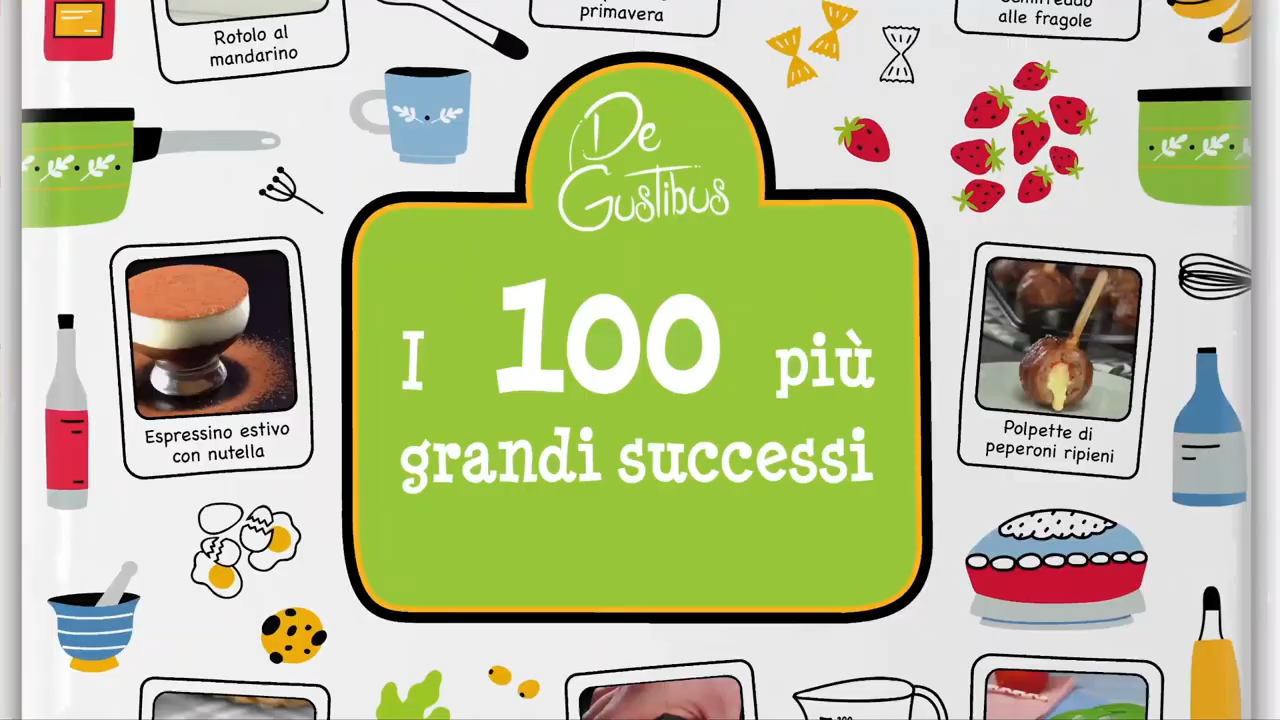 Rotolo al
mandarino
primavera
alle fragole
De
Gustibus
I 100 più
grandi successi
Espressino estivo
con nutella
Polpette di
peperoni ripieni